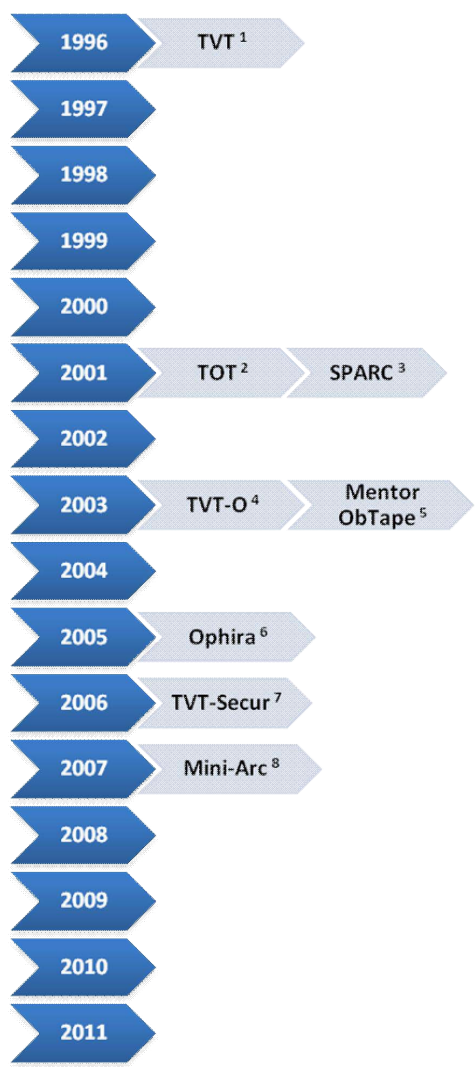 1996 TVT 1
1997
1998
1999
2000
2001 TOT 2 SPARC 3
2002
2003 TVT-O 4 Mentor
ObTape 5
2004
2005 Ophira 6
2006 TVT-Secur 7
2007 Mini-Arc 8
2008
2009
2010
2011